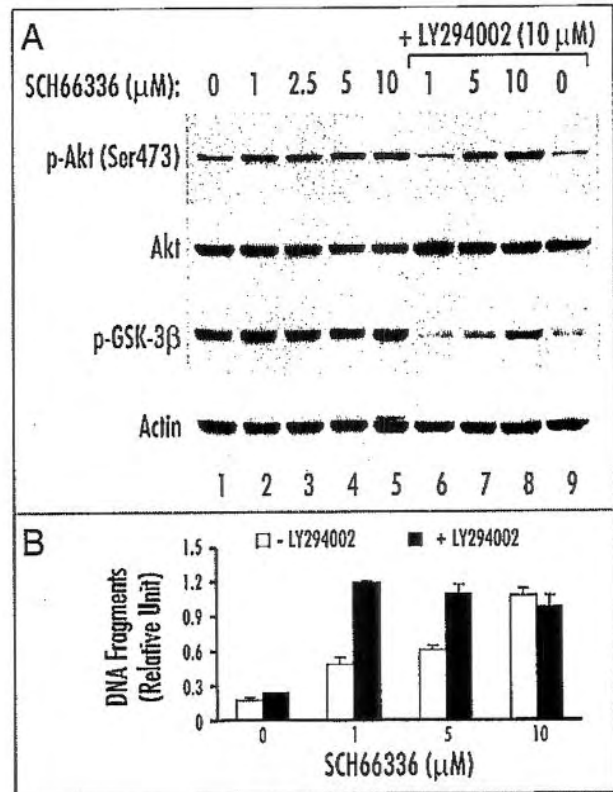 A
+ LY294002 (10 μM)
SCH66336 (μM): 0 1 2.5 5 10 1 5 10 0
p-Akt (Ser473)
Akt
p-GSK-3β
Actin
1 2 3 4 5 6 7 8 9
B
- LY294002 + LY294002
DNA Fragments
(Relative Unit)
1.5
1.2
0.9
0.6
0.3
0
0 1 5 10
SCH66336 (μM)